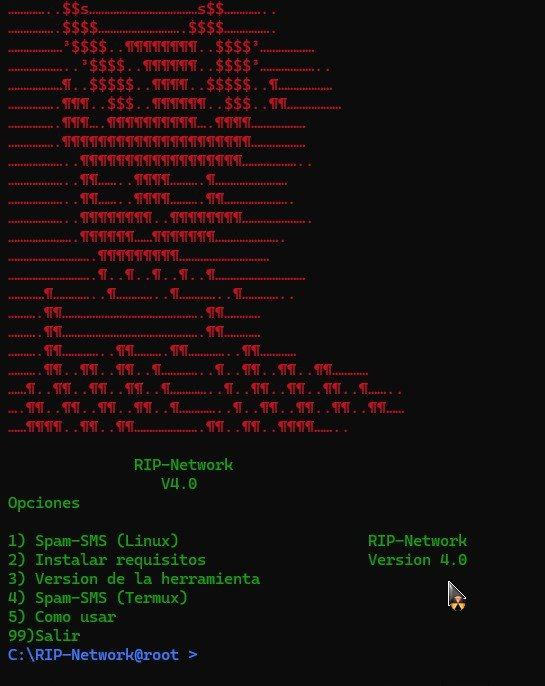 RIP-Network
V4.0
Opciones
1) Spam-SMS (Linux)
RIP-Network
2) Instalar requisitos
Version 4.0
3) Version de la herramienta
4) Spam-SMS (Termux)
5) Como usar
99)Salir
C:\RIP-Network@root >